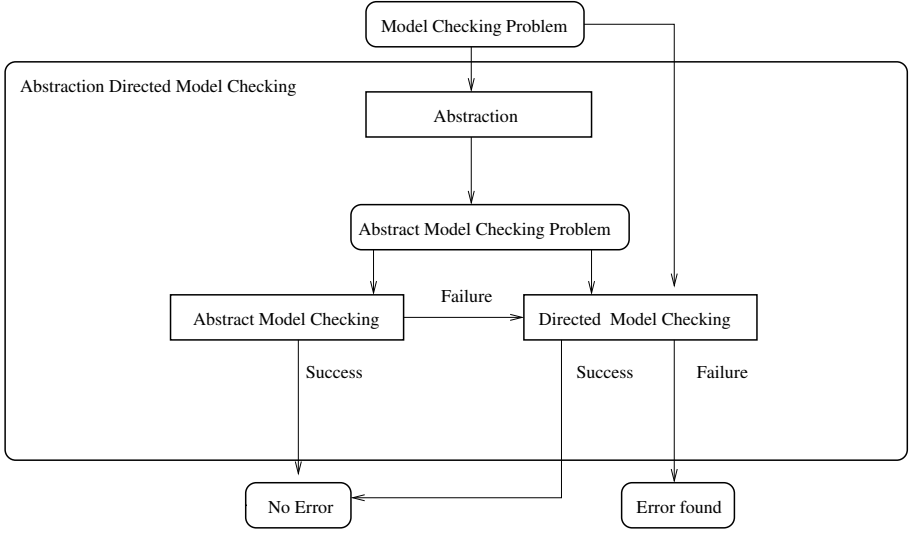 Model Checking Problem
Abstraction Directed Model Checking
Abstraction
Abstract Model Checking Problem
Failure
Abstract Model Checking
Directed Model Checking
Success
Success
Failure
No Error
Error found